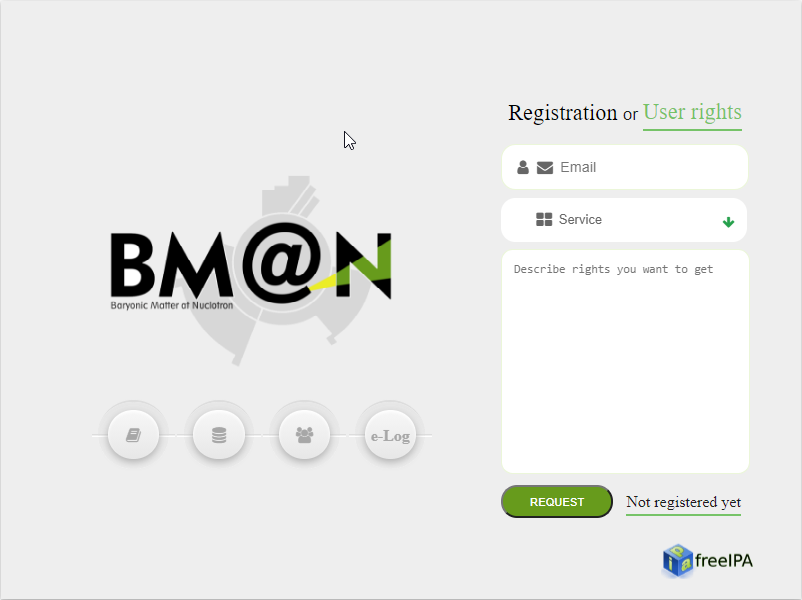 Registration or User rights
Email
Service
Describe rights you want to get
BM@N
Baryonic Matter at Nuclotron
e-Log
REQUEST
Not registered yet
freeIPA